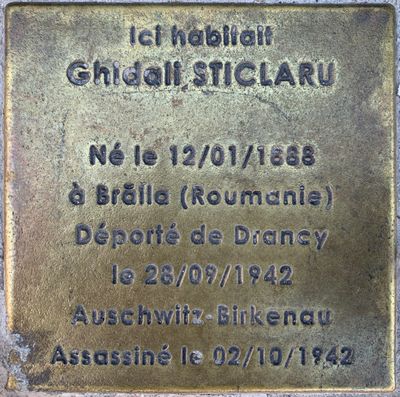 Ici habitait
Ghidali STICLARU
Né le 12/01/1888
à Brăila (Roumanie)
Déporté de Drancy
le 28/09/1942
Auschwitz-Birkenau
Assassiné le 02/10/1942